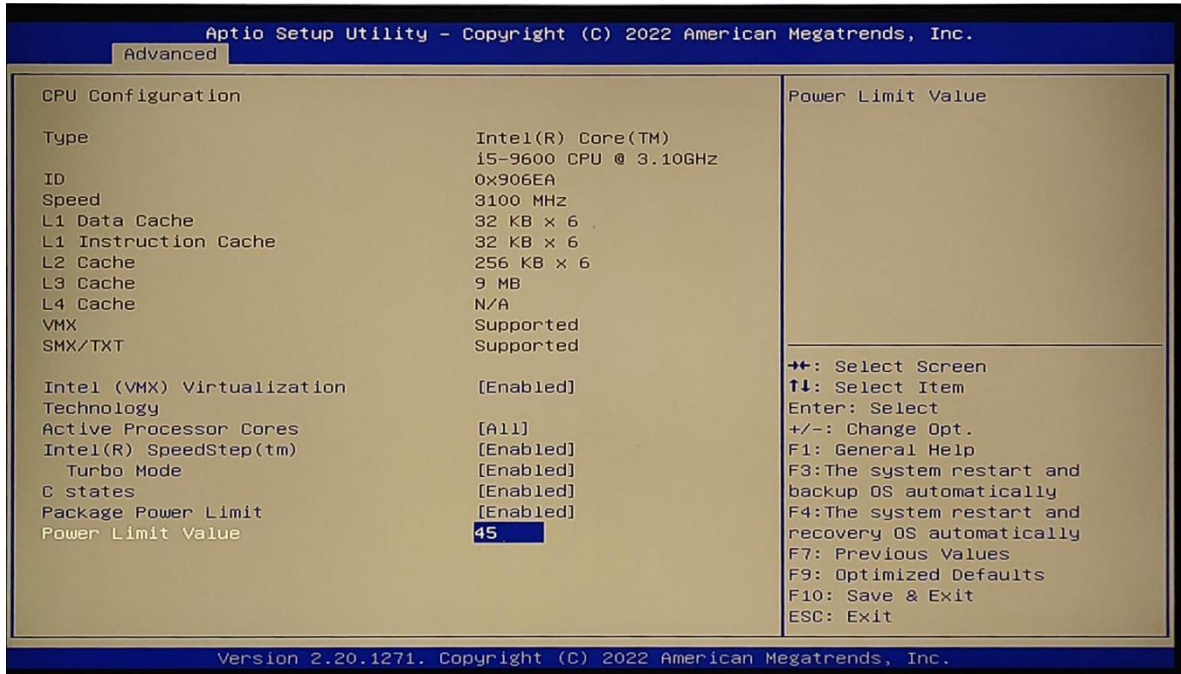 Aptio Setup Utility – Copyright (C) 2022 American Megatrends, Inc.
Advanced
CPU Configuration
Type Intel(R) Core(TM)
i5-9600 CPU @ 3.10GHz
ID 0x906EA
Speed 3100 MHz
L1 Data Cache 32 KB x 6
L1 Instruction Cache 32 KB x 6
L2 Cache 256 KB x 6
L3 Cache 9 MB
L4 Cache N/A
VMX Supported
SMX/TXT Supported
Intel (VMX) Virtualization [Enabled]
Technology
Active Processor Cores [All]
Intel(R) SpeedStep(tm) [Enabled]
Turbo Mode [Enabled]
C states [Enabled]
Package Power Limit [Enabled]
Power Limit Value 45
Power Limit Value
→←: Select Screen
↑↓: Select Item
Enter: Select
+/-: Change Opt.
F1: General Help
F3:The system restart and
backup OS automatically
F4:The system restart and
recovery OS automatically
F7: Previous Values
F9: Optimized Defaults
F10: Save & Exit
ESC: Exit
Version 2.20.1271. Copyright (C) 2022 American Megatrends, Inc.